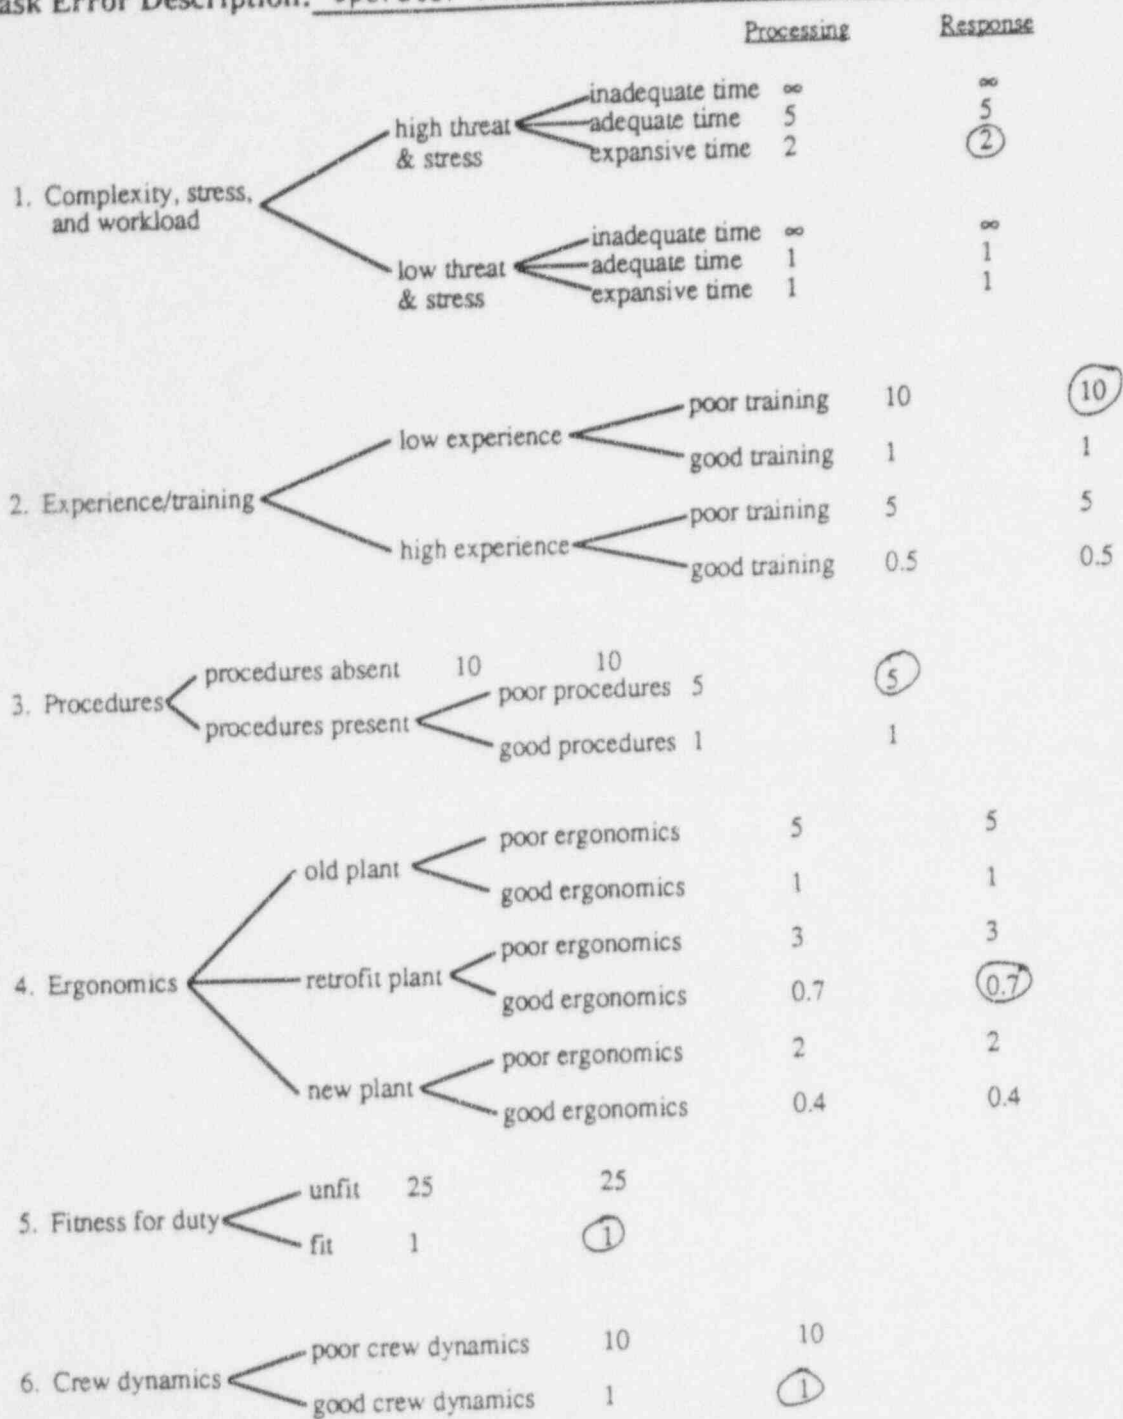 Task Error Description:
Processing Response
inadequate time ∞ ∞
high threat adequate time 5 5
& stress expansive time 2 2
1. Complexity, stress,
and workload
inadequate time ∞ ∞
low threat adequate time 1 1
& stress expansive time 1 1
poor training 10 10
low experience
good training 1 1
2. Experience/training
poor training 5 5
high experience
good training 0.5 0.5
procedures absent 10 10
3. Procedures poor procedures 5 5
procedures present
good procedures 1 1
poor ergonomics 5 5
old plant
good ergonomics 1 1
poor ergonomics 3 3
4. Ergonomics retrofit plant
good ergonomics 0.7 0.7
poor ergonomics 2 2
new plant
good ergonomics 0.4 0.4
unfit 25 25
5. Fitness for duty
fit 1 1
poor crew dynamics 10 10
6. Crew dynamics
good crew dynamics 1 1